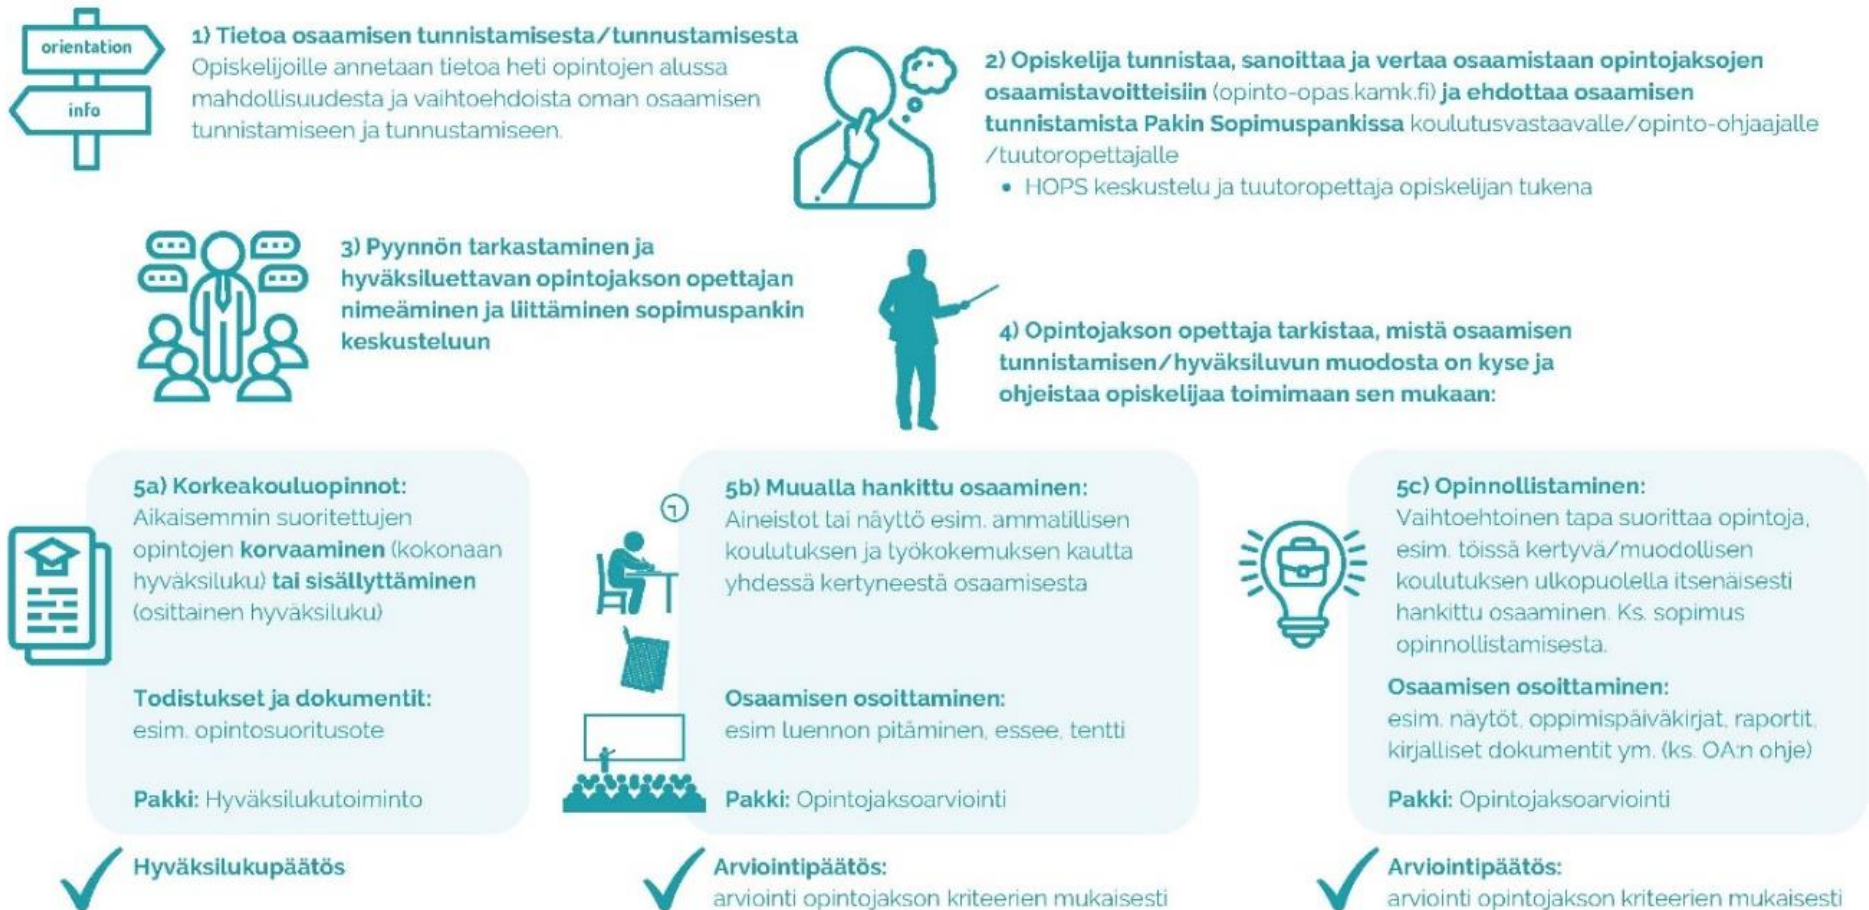 orientation
info
1) Tietoa osaamisen tunnistamisesta/tunnustamisesta
Opiskelijoille annetaan tietoa heti opintojen alussa
mahdollisuudesta ja vaihtoehdoista oman osaamisen
tunnistamiseen ja tunnustamiseen.
2) Opiskelija tunnistaa, sanoittaa ja vertaa osaamistaan opintojaksojen
osaamistavoitteisiin (opinto-opas.kamk.fi) ja ehdottaa osaamisen
tunnistamista Pakin Sopimuspankissa koulutusvastaavalle/opinto-ohjaajalle
/tuutoropettajalle
• HOPS keskustelu ja tuutoropettaja opiskelijan tukena
3) Pyynnön tarkastaminen ja
hyväksiluettavan opintojakson opettajan
nimeäminen ja liittäminen sopimuspankin
keskusteluun
4) Opintojakson opettaja tarkistaa, mistä osaamisen
tunnistamisen/hyväksiluvun muodosta on kyse ja
ohjeistaa opiskelijaa toimimaan sen mukaan:
5a) Korkeakouluopinnot:
Aikaisemmin suoritettujen
opintojen korvaaminen (kokonaan
hyväksiluku) tai sisällyttäminen
(osittainen hyväksiluku)
Todistukset ja dokumentit:
esim. opintosuoritusote
Pakki: Hyväksilukutoiminto
Hyväksilukupäätös
5b) Muualla hankittu osaaminen:
Aineistot tai näyttö esim. ammatillisen
koulutuksen ja työkokemuksen kautta
yhdessä kertyneestä osaamisesta
Osaamisen osoittaminen:
esim luennon pitäminen, essee, tentti
Pakki: Opintojaksoarviointi
Arviointipäätös:
arviointi opintojakson kriteerien mukaisesti
5c) Opinnollistaminen:
Vaihtoehtoinen tapa suorittaa opintoja,
esim. töissä kertyvä/muodollisen
koulutuksen ulkopuolella itsenäisesti
hankittu osaaminen. Ks. sopimus
opinnollistamisesta.
Osaamisen osoittaminen:
esim. näytöt, oppimispäiväkirjat, raportit,
kirjalliset dokumentit ym. (ks. OA:n ohje)
Pakki: Opintojaksoarviointi
Arviointipäätös:
arviointi opintojakson kriteerien mukaisesti